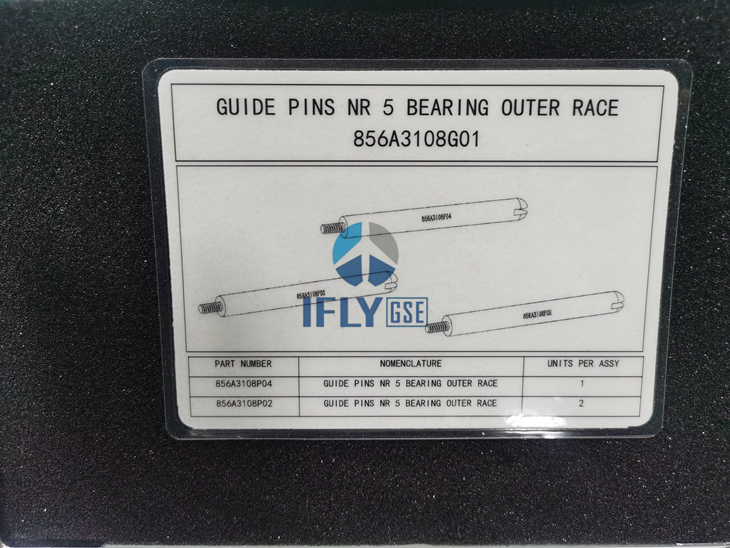 GUIDE PINS NR 5 BEARING OUTER RACE
856A3108G01
856A3108P04
856A3108P02
856A3108P02
IFLY GSE
PART NUMBER NOMENCLATURE UNITS PER ASSY
856A3108P04 GUIDE PINS NR 5 BEARING OUTER RACE 1
856A3108P02 GUIDE PINS NR 5 BEARING OUTER RACE 2